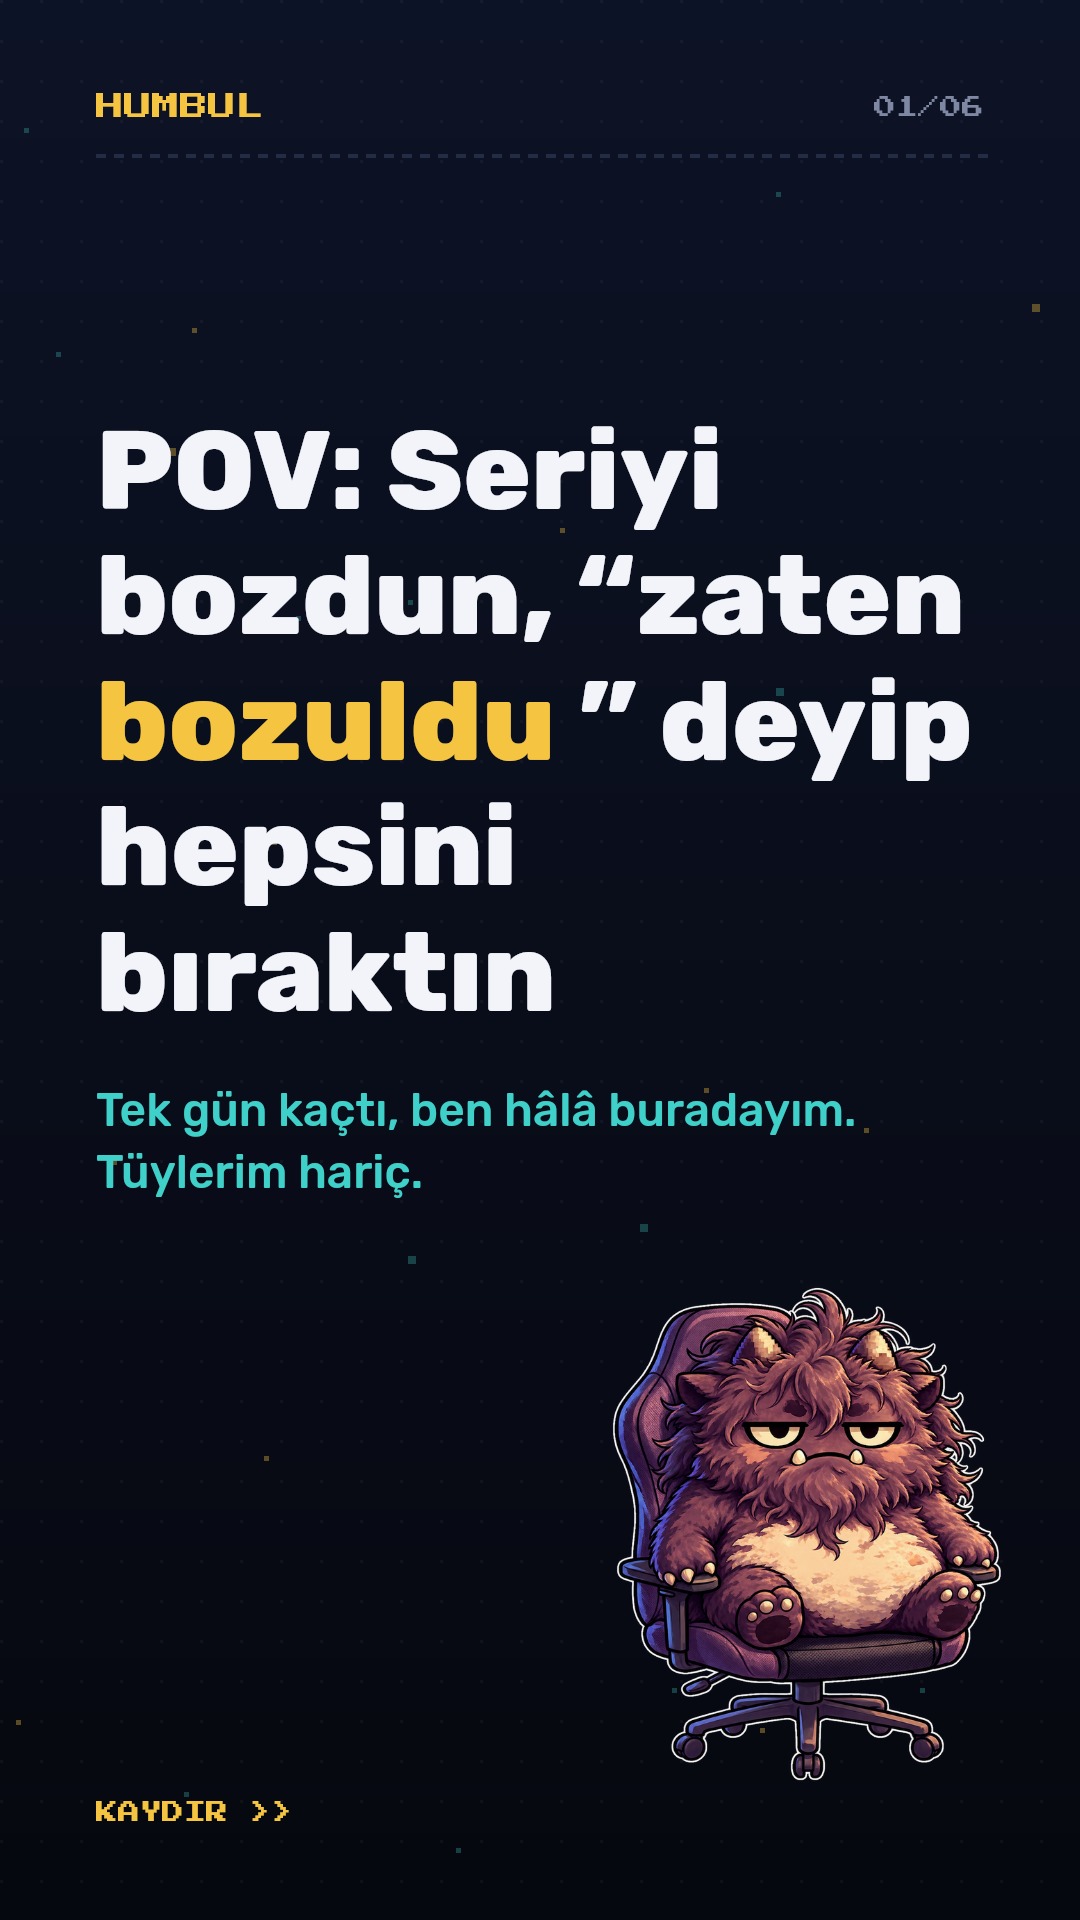 HUMBUL
01/06
POV: Seriyi
bozdun, “zaten
bozuldu ” deyip
hepsini
bıraktın
Tek gün kaçtı, ben hâlâ buradayım.
Tüylerim hariç.
KAYDIR >>